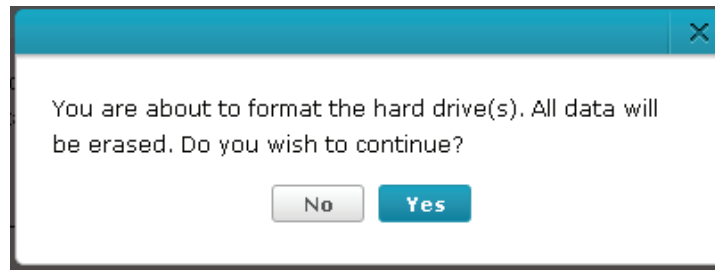 You are about to format the hard drive(s). All data will
be erased. Do you wish to continue?
No Yes